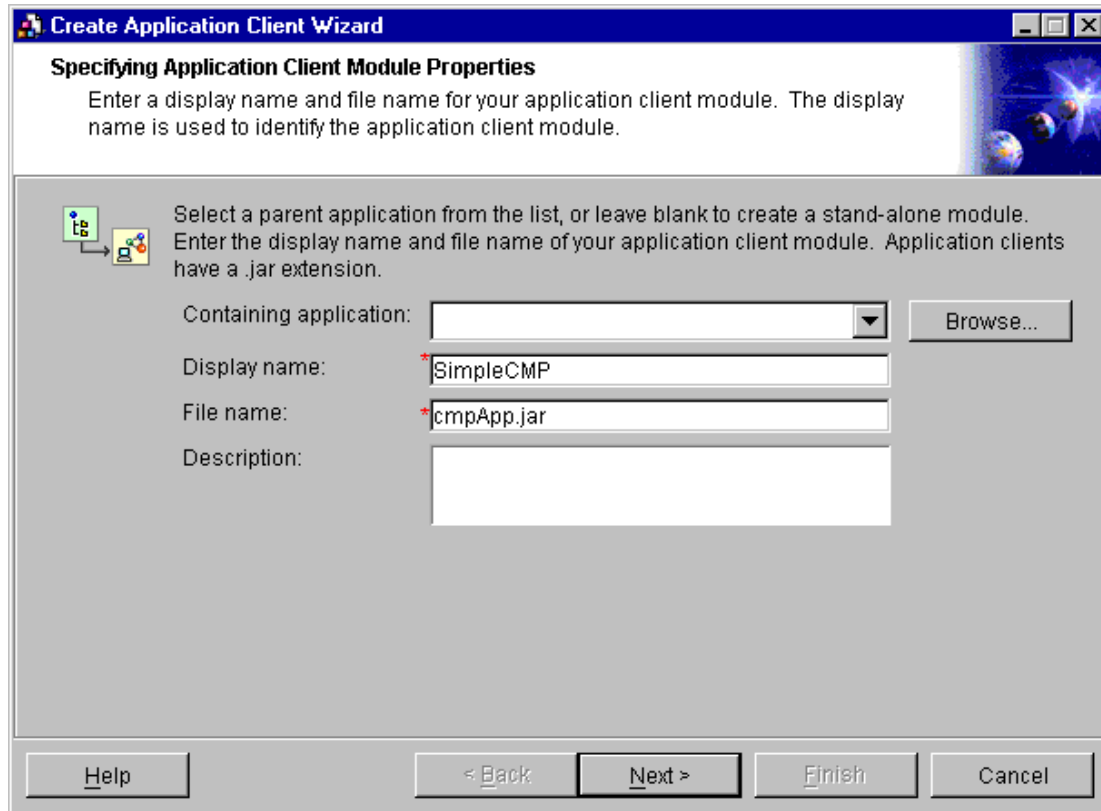 Create Application Client Wizard
Specifying Application Client Module Properties
Enter a display name and file name for your application client module. The display
name is used to identify the application client module.
Select a parent application from the list, or leave blank to create a stand-alone module.
Enter the display name and file name of your application client module. Application clients
have a .jar extension.
Containing application:
Browse...
Display name:
*SimpleCMP
File name:
*cmpApp.jar
Description:
Help
< Back
Next >
Finish
Cancel